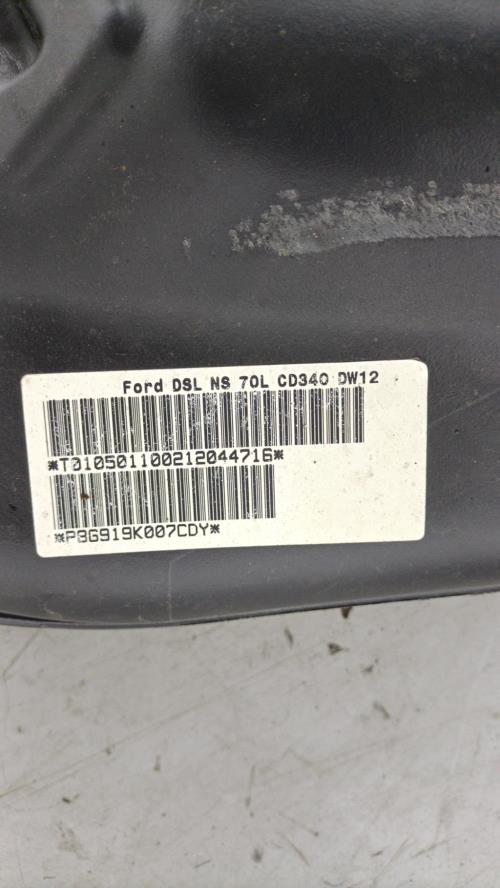 Ford DSL NS 70L CD340 DW12
*T010501100212044716*
*P8G919K007CDY*